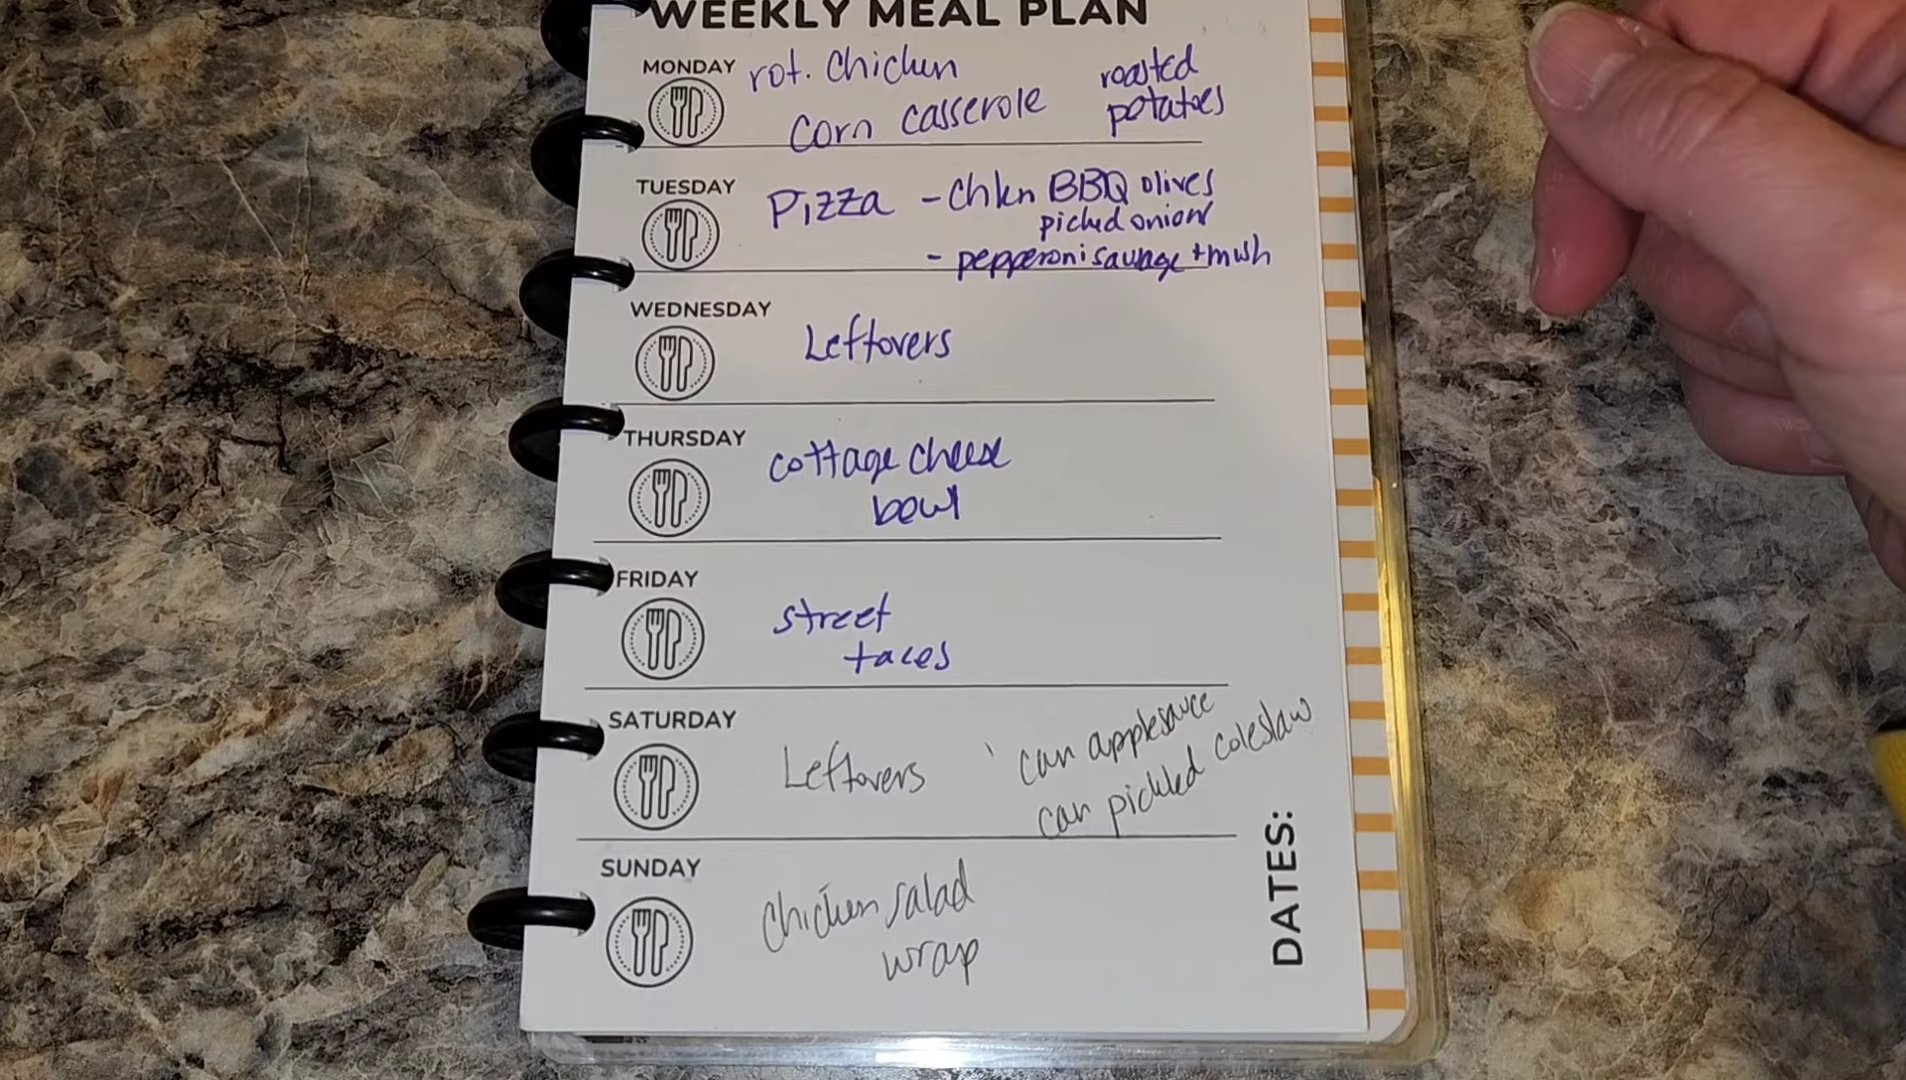 WEEKLY MEAL PLAN
MONDAY
rot. Chicken
corn casserole
roasted
potatoes
TUESDAY
Pizza - Chkn BBQ olives
picked onion
- pepperoni sausage + mush
WEDNESDAY
Leftovers
THURSDAY
cottage cheese
bowl
FRIDAY
street
tacos
SATURDAY
Leftovers
can applesauce
can pickled coleslaw
SUNDAY
Chicken salad
wrap
DATES: